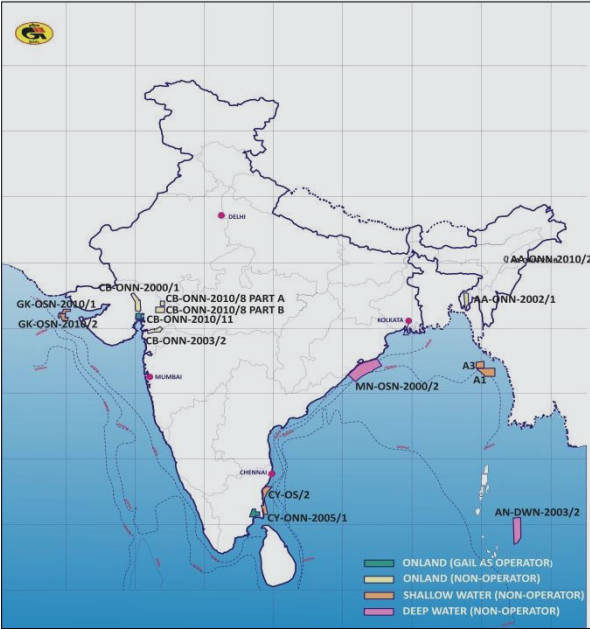 GAIL
DELHI
AA-ONN-2010/2
CB-ONN-2000/1
CB-ONN-2010/8 PART A
AA-ONN-2002/1
GK-OSN-2010/1
CB-ONN-2010/8 PART B
GK-OSN-2010/2
CB-ONN-2010/11
KOLKATA
CB-ONN-2003/2
A3
MUMBAI
A1
MN-OSN-2000/2
CHENNAI
CY-OS/2
AN-DWN-2003/2
CY-ONN-2005/1
ONLAND (GAIL AS OPERATOR)
ONLAND (NON-OPERATOR)
SHALLOW WATER (NON-OPERATOR)
DEEP WATER (NON-OPERATOR)